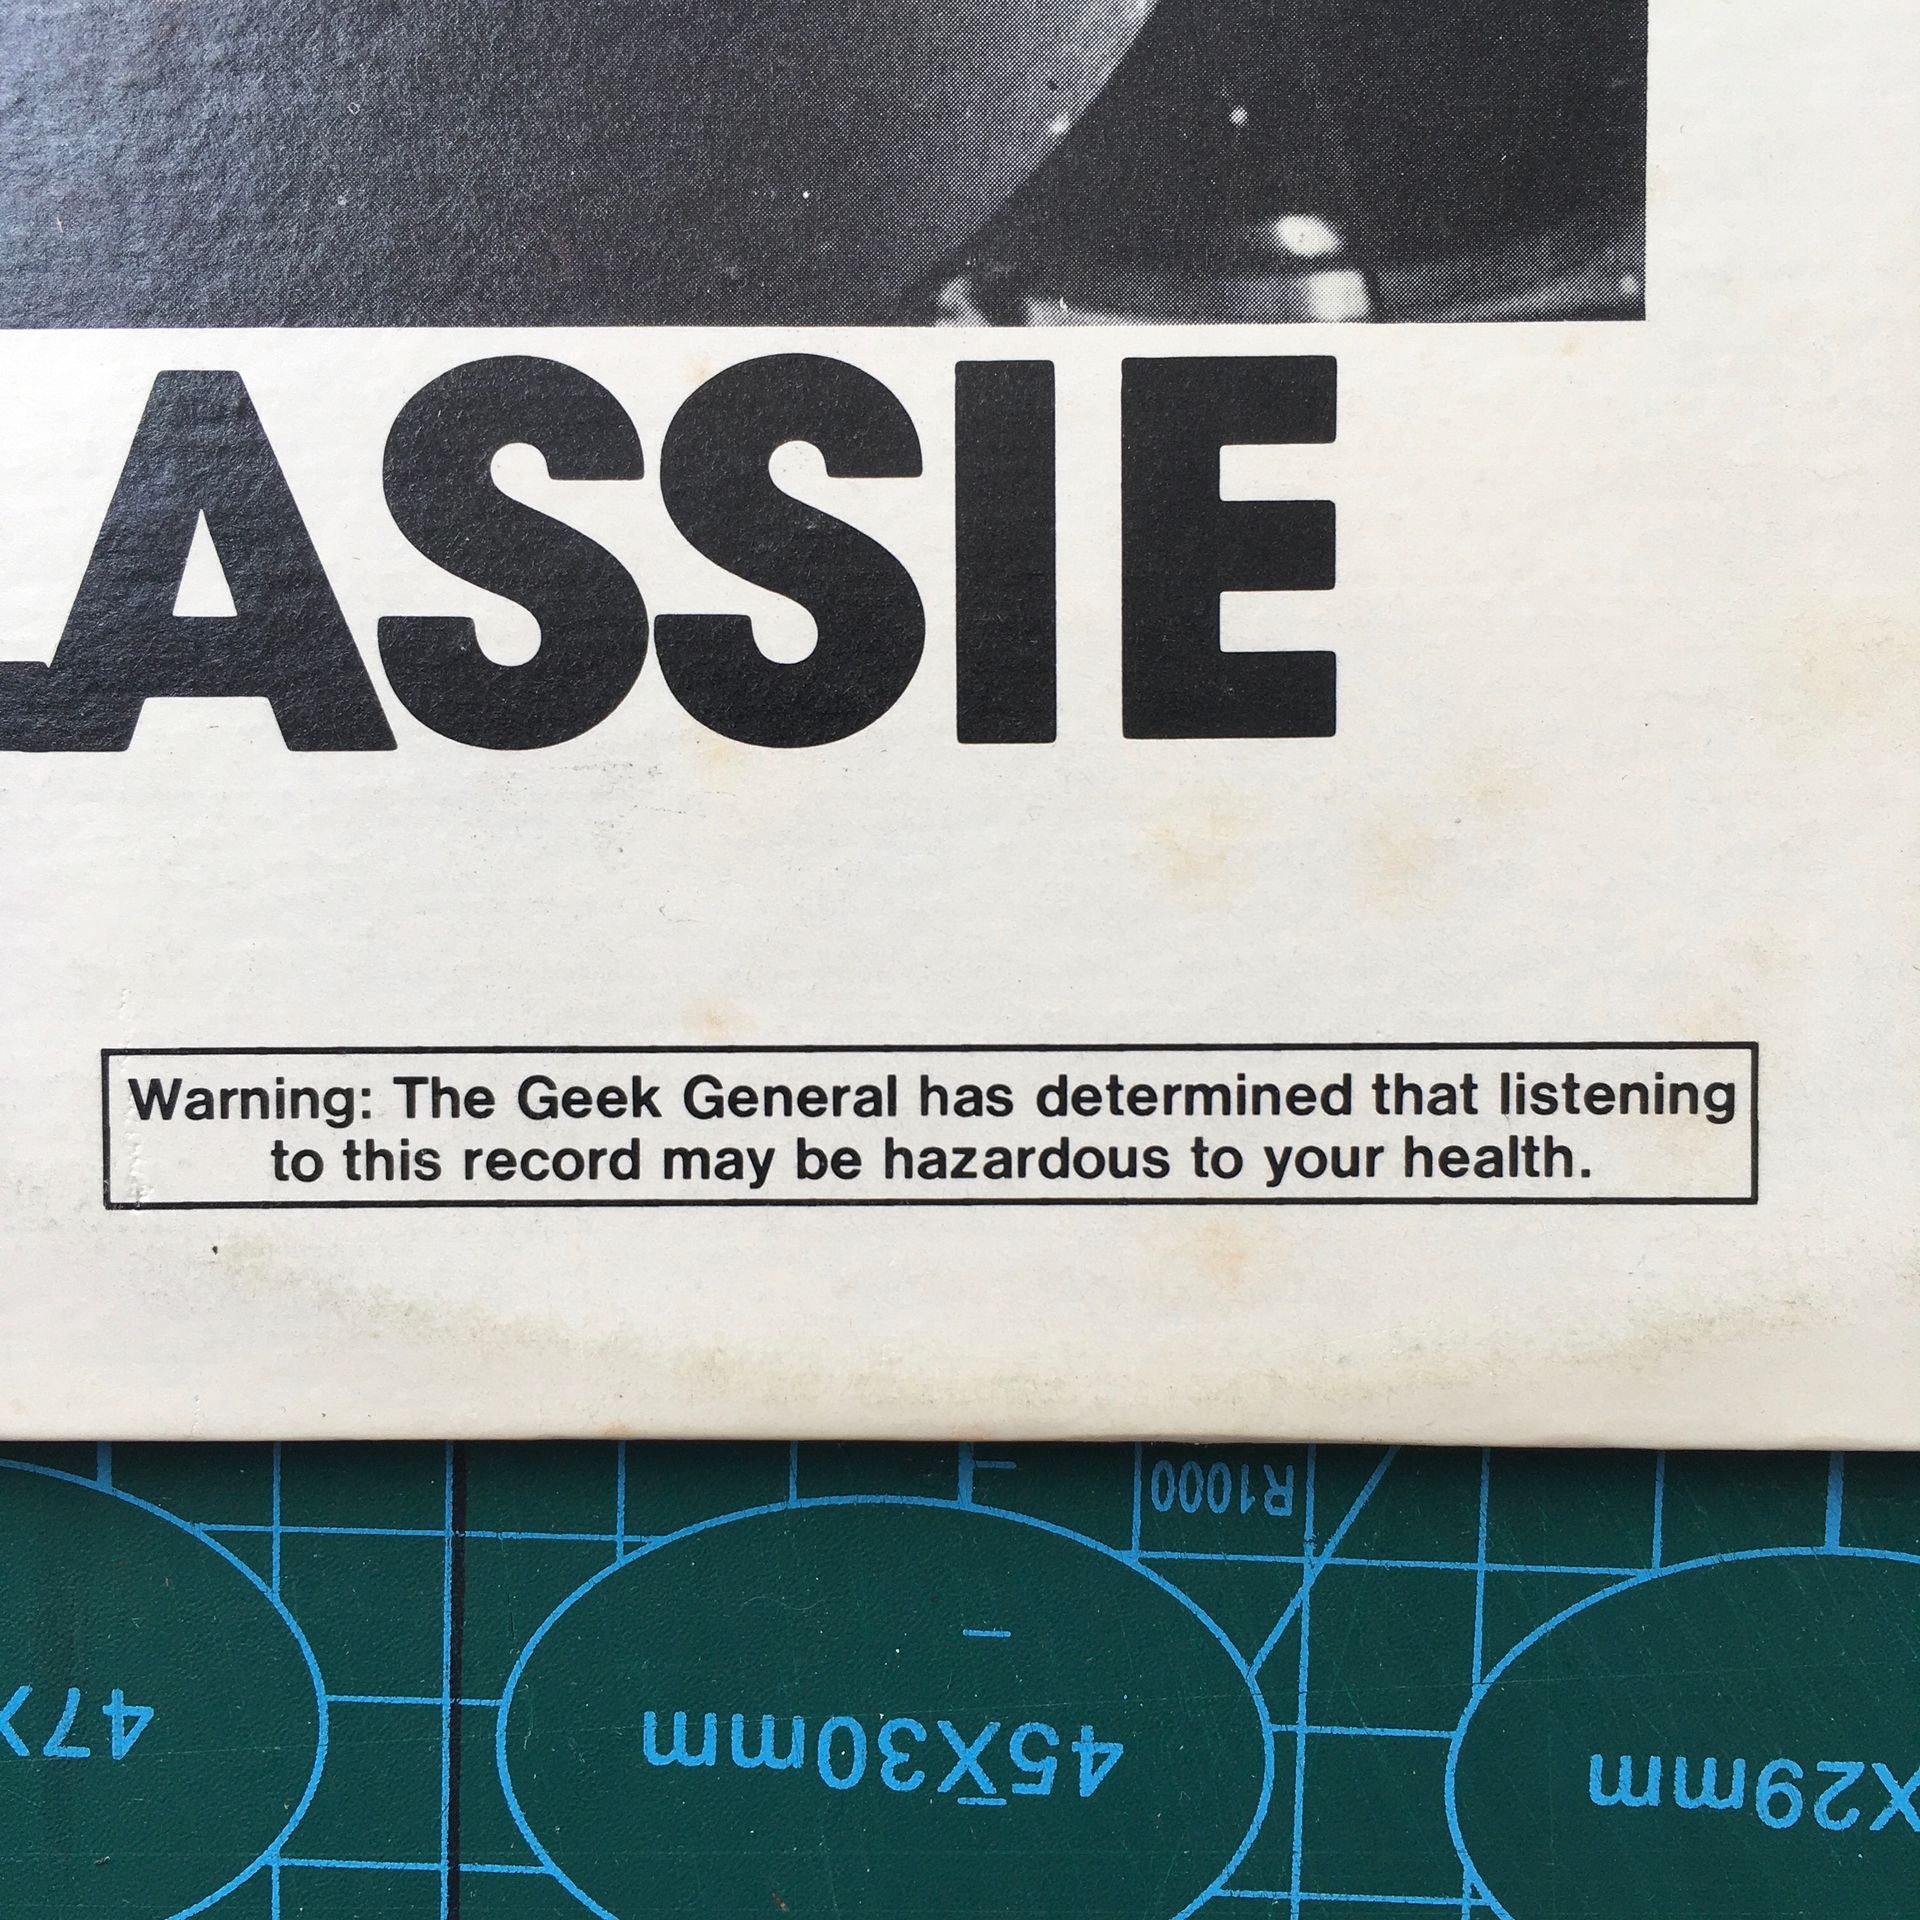 LASSIE
Warning: The Geek General has determined that listening
to this record may be hazardous to your health.
R1000
47X
45X30mm
X29mm